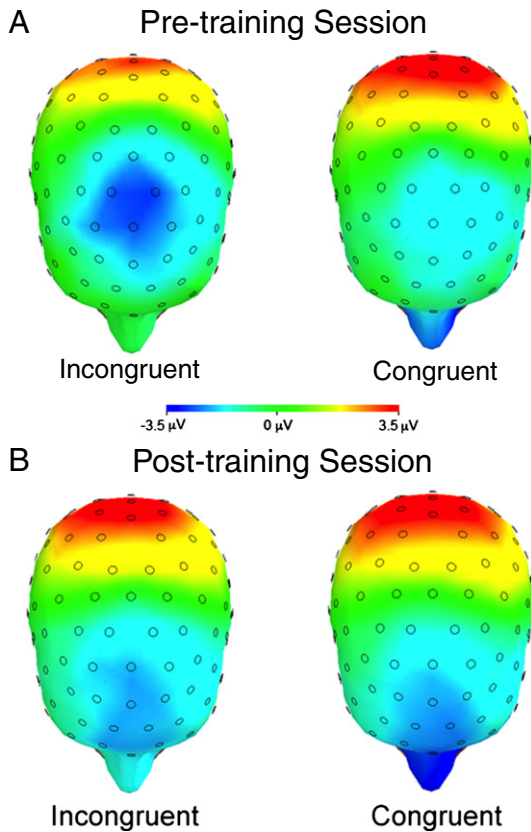 A Pre-training Session
Incongruent Congruent
-3.5 µV 0 µV 3.5 µV
B Post-training Session
Incongruent Congruent